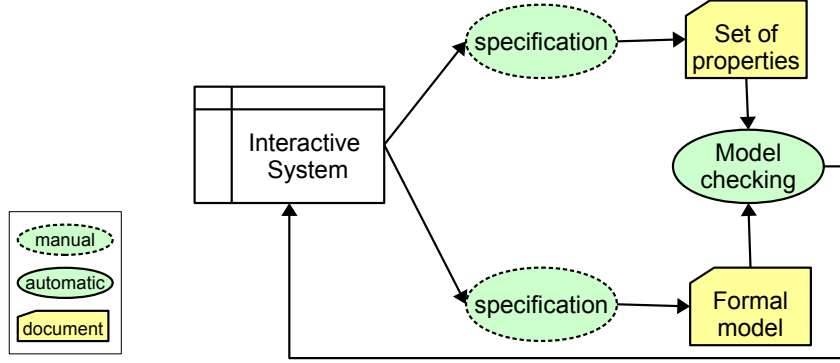 specification
Set of
properties
Interactive
System
Model
checking
manual
automatic
document
specification
Formal
model